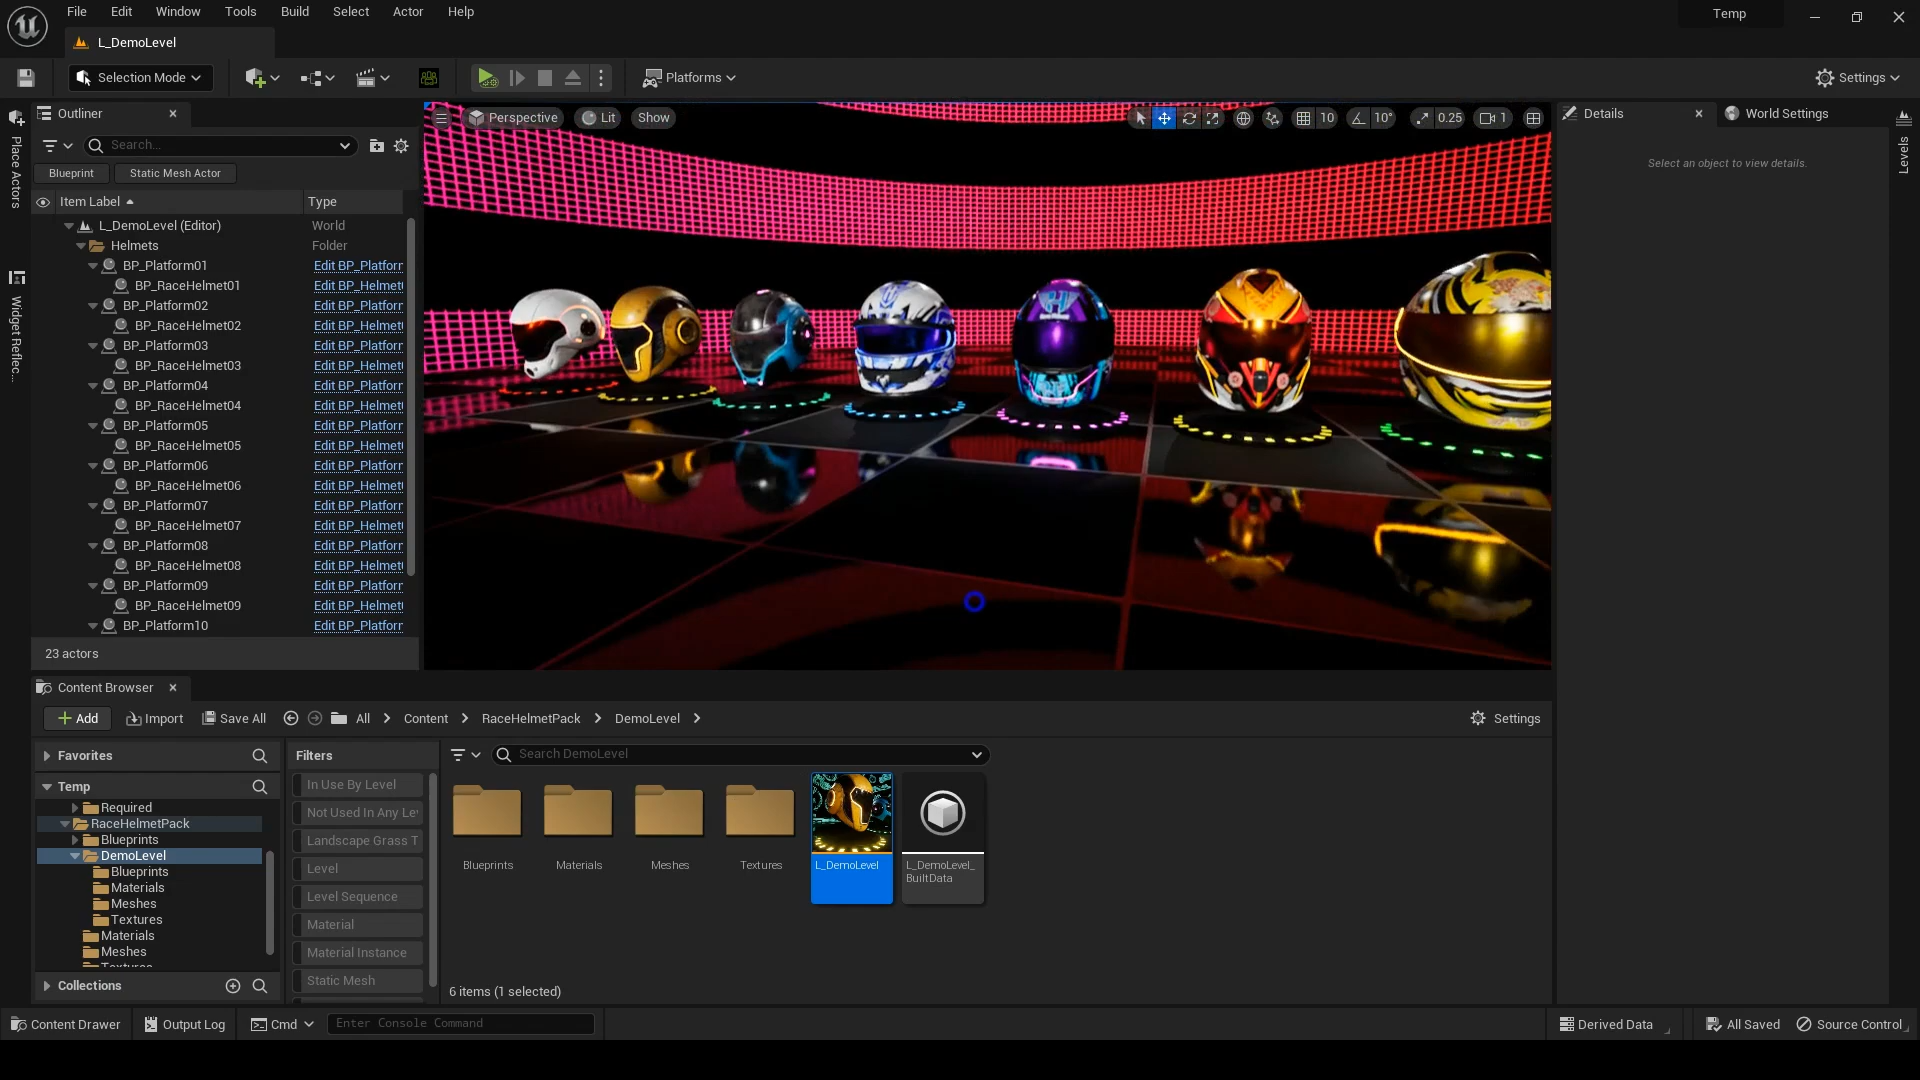 File Edit Window Tools Build Select Actor Help
Temp
L_DemoLevel
Selection Mode
Platforms
Settings
Outliner
Search...
Blueprint
Static Mesh Actor
Item Label
Type
L_DemoLevel (Editor)
World
Helmets
Folder
BP_Platform01
Edit BP_Platforr
BP_RaceHelmet01
Edit BP_Helmet
BP_Platform02
Edit BP_Platforr
BP_RaceHelmet02
Edit BP_Helmet
BP_Platform03
Edit BP_Platforr
BP_RaceHelmet03
Edit BP_Helmet
BP_Platform04
Edit BP_Platforr
BP_RaceHelmet04
Edit BP_Helmet
BP_Platform05
Edit BP_Platforr
BP_RaceHelmet05
Edit BP_Helmet
BP_Platform06
Edit BP_Platforr
BP_RaceHelmet06
Edit BP_Helmet
BP_Platform07
Edit BP_Platforr
BP_RaceHelmet07
Edit BP_Helmet
BP_Platform08
Edit BP_Platforr
BP_RaceHelmet08
Edit BP_Helmet
BP_Platform09
Edit BP_Platforr
BP_RaceHelmet09
Edit BP_Helmet
BP_Platform10
Edit BP_Platforr
23 actors
Place Actors
Widget Reflec...
Perspective
Lit
Show
10
10°
0.25
1
Details
World Settings
Select an object to view details.
Levels
Content Browser
Add
Import
Save All
All
Content
RaceHelmetPack
DemoLevel
Settings
Favorites
Temp
Required
RaceHelmetPack
Blueprints
DemoLevel
Blueprints
Materials
Meshes
Textures
Materials
Meshes
Textures
Collections
Filters
In Use By Level
Not Used In Any Le
Landscape Grass T
Level
Level Sequence
Material
Material Instance
Static Mesh
Search DemoLevel
Blueprints
Materials
Meshes
Textures
L_DemoLevel
L_DemoLevel_
BuiltData
6 items (1 selected)
Content Drawer
Output Log
Cmd
Enter Console Command
Derived Data
All Saved
Source Control